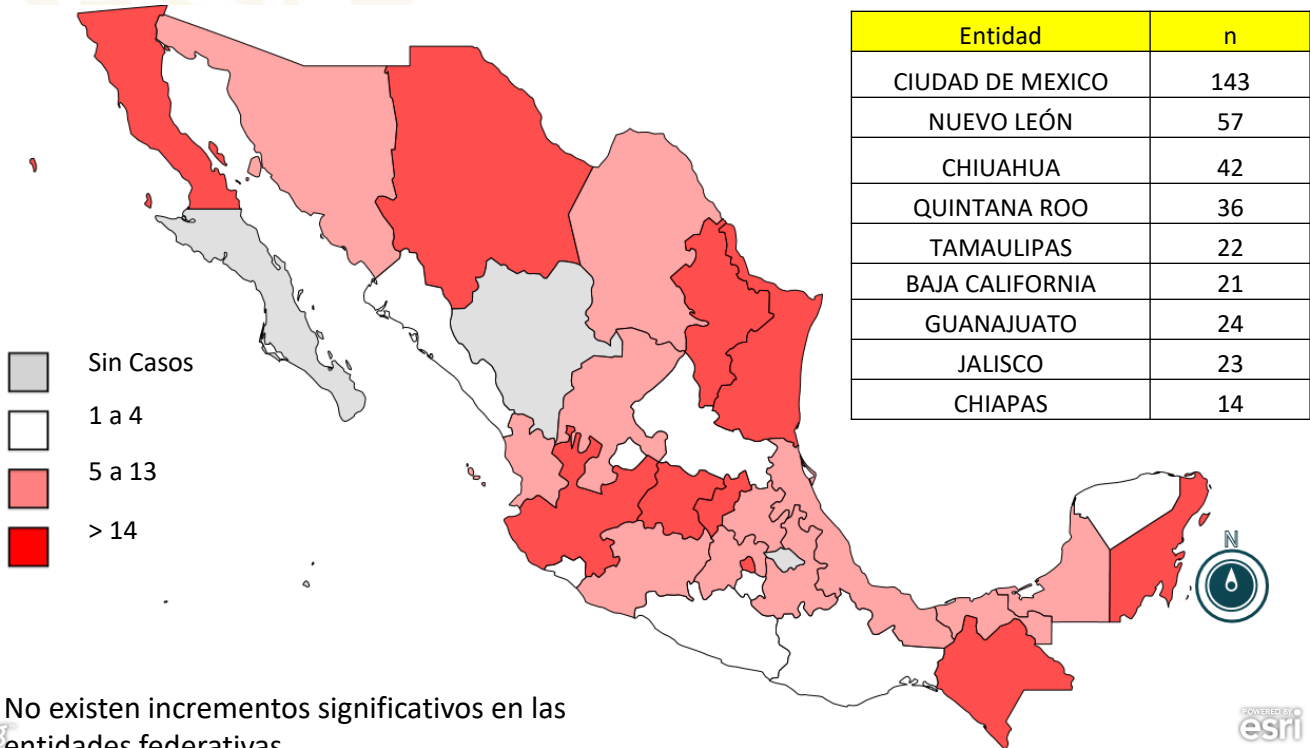 Entidad n
CIUDAD DE MEXICO 143
NUEVO LEÓN 57
CHIUAHUA 42
QUINTANA ROO 36
TAMAULIPAS 22
BAJA CALIFORNIA 21
GUANAJUATO 24
JALISCO 23
CHIAPAS 14
Sin Casos
1 a 4
5 a 13
> 14
N
No existen incrementos significativos en las
entidades federativas
POWERED BY
esri